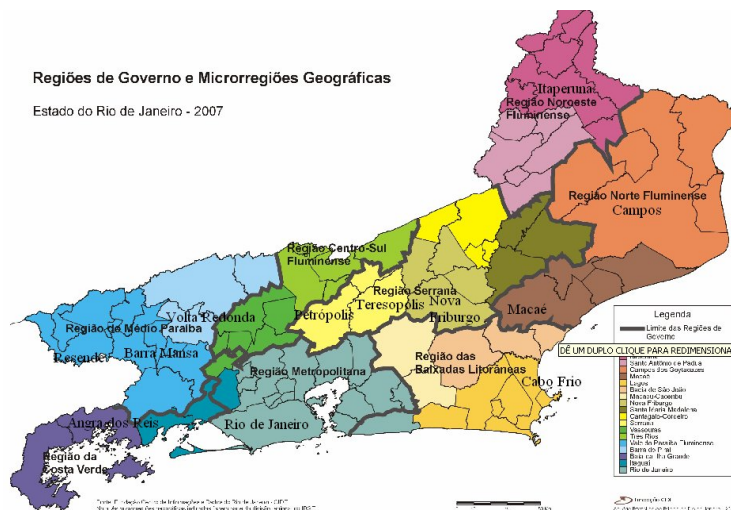 Regiões de Governo e Microrregiões Geográficas
Estado do Rio de Janeiro - 2007
Itaperuna
Região Noroeste
Fluminense
Região Norte Fluminense
Campos
Região Centro-Sul
Fluminense
Região Serrana
Teresopólis
Petrópolis
Nova
Friburgo
Macaé
Volta Redonda
Região do Médio Paraíba
Resende
Barra Mansa
Região Metropolitana
Região das
Baixadas Litorâneas
Cabo Frio
Angra dos Reis
Rio de Janeiro
Região da
Costa Verde
Legenda
Limite das Regiões de
Governo
DÊ UM DUPLO CLIQUE PARA REDIMENSIONA
Santo Antônio de Pádua
Campos dos Goytacazes
Macaé
Lagos
Bacia de São João
Macacu-Caceribu
Nova Friburgo
Santa Maria Madalena
Cantagalo-Cordeiro
Serrana
Vassouras
Três Rios
Vale do Paraíba Fluminense
Barra do Piraí
Baía da Ilha Grande
Itaguaí
Rio de Janeiro